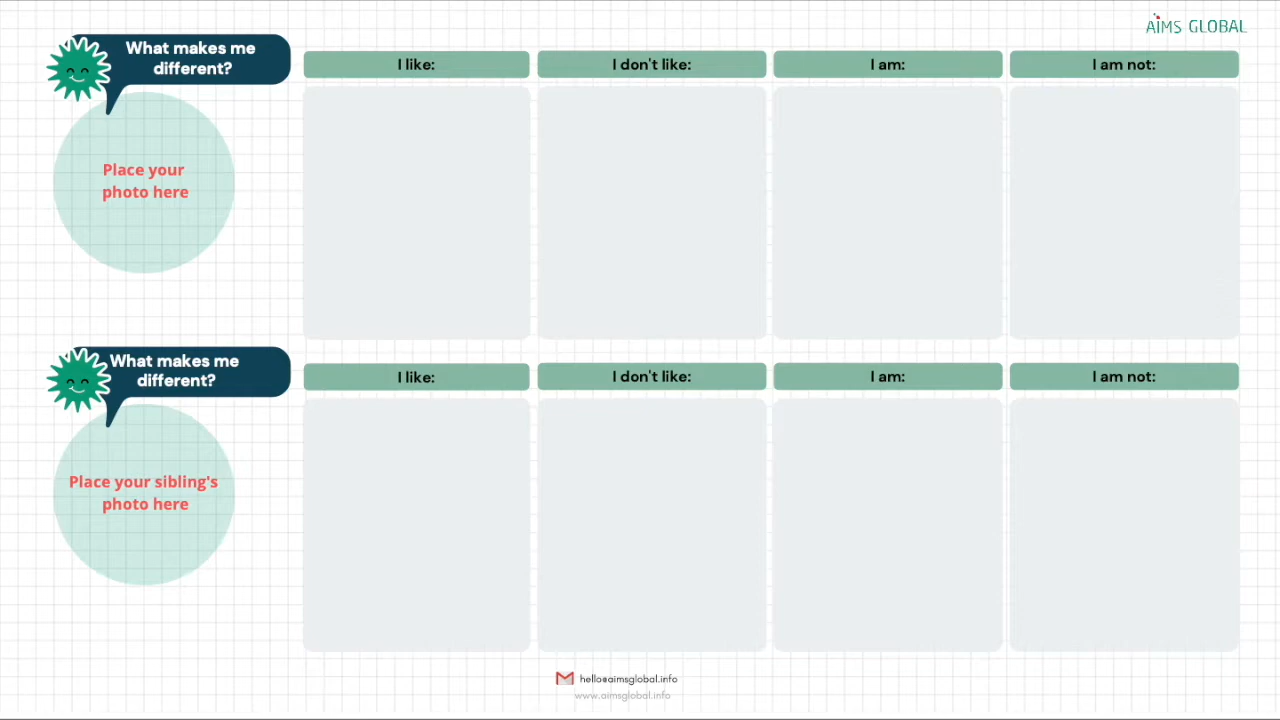 AiMS GLOBAL
What makes me
different?
I like:
I don't like:
I am:
I am not:
Place your
photo here
What makes me
different?
I like:
I don't like:
I am:
I am not:
Place your sibling's
photo here
hello@aimsglobal.info
www.aimsglobal.info